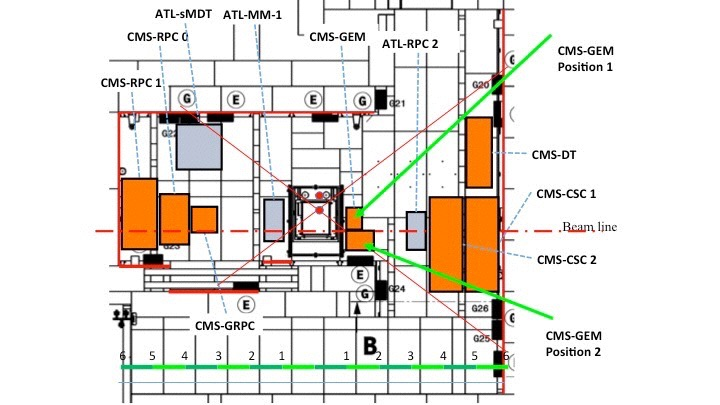 ATL-sMDT ATL-MM-1
CMS-RPC 0 CMS-GEM ATL-RPC 2
CMS-GEM
Position 1
CMS-RPC 1
G20
G E E G G21
G22
CMS-DT
CMS-CSC 1
Beam line
G23
CMS-CSC 2
E
G G24
E
G26
CMS-GRPC
B
G25
CMS-GEM
Position 2
6 5 4 3 2 1 1 2 3 4 5 6